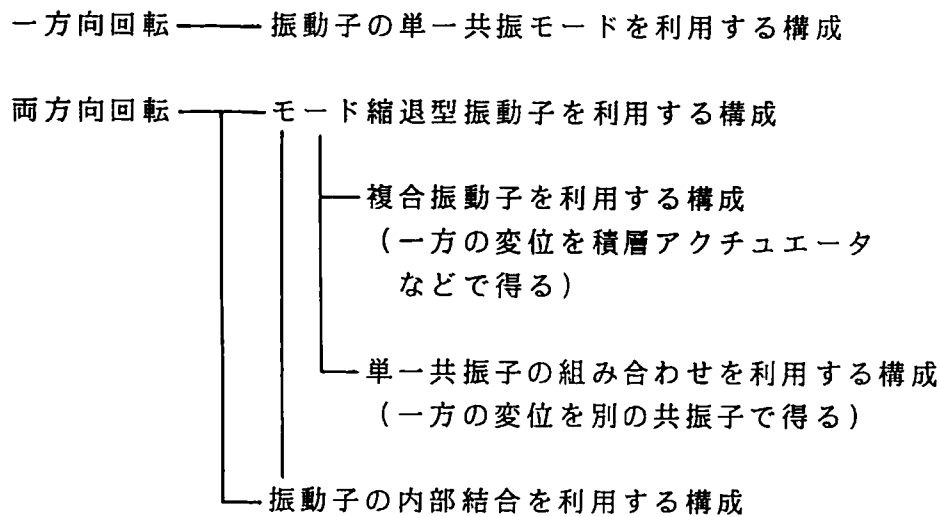 一方向回転 振動子の単一共振モードを利用する構成
両方向回転 モード縮退型振動子を利用する構成
複合振動子を利用する構成
(一方の変位を積層アクチュエータ
などで得る)
単一共振子の組み合わせを利用する構成
(一方の変位を別の共振子で得る)
振動子の内部結合を利用する構成